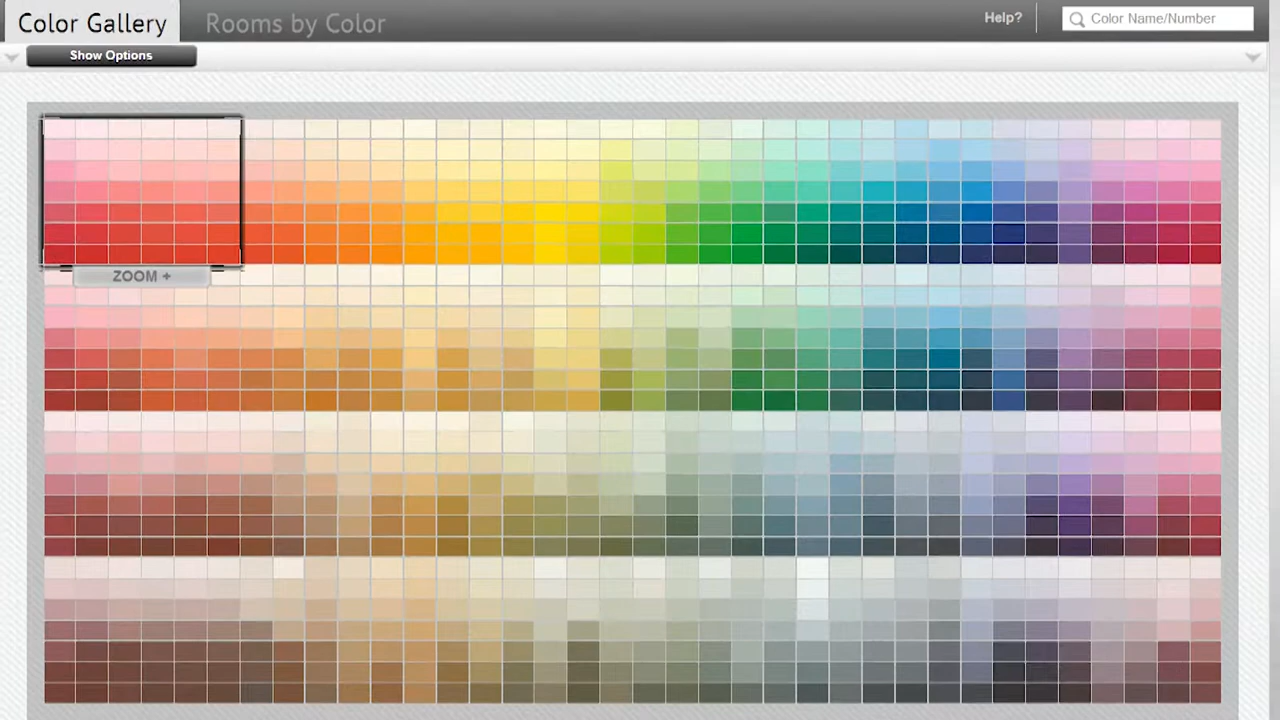 Color Gallery
Rooms by Color
Help?
Color Name/Number
Show Options
ZOOM +